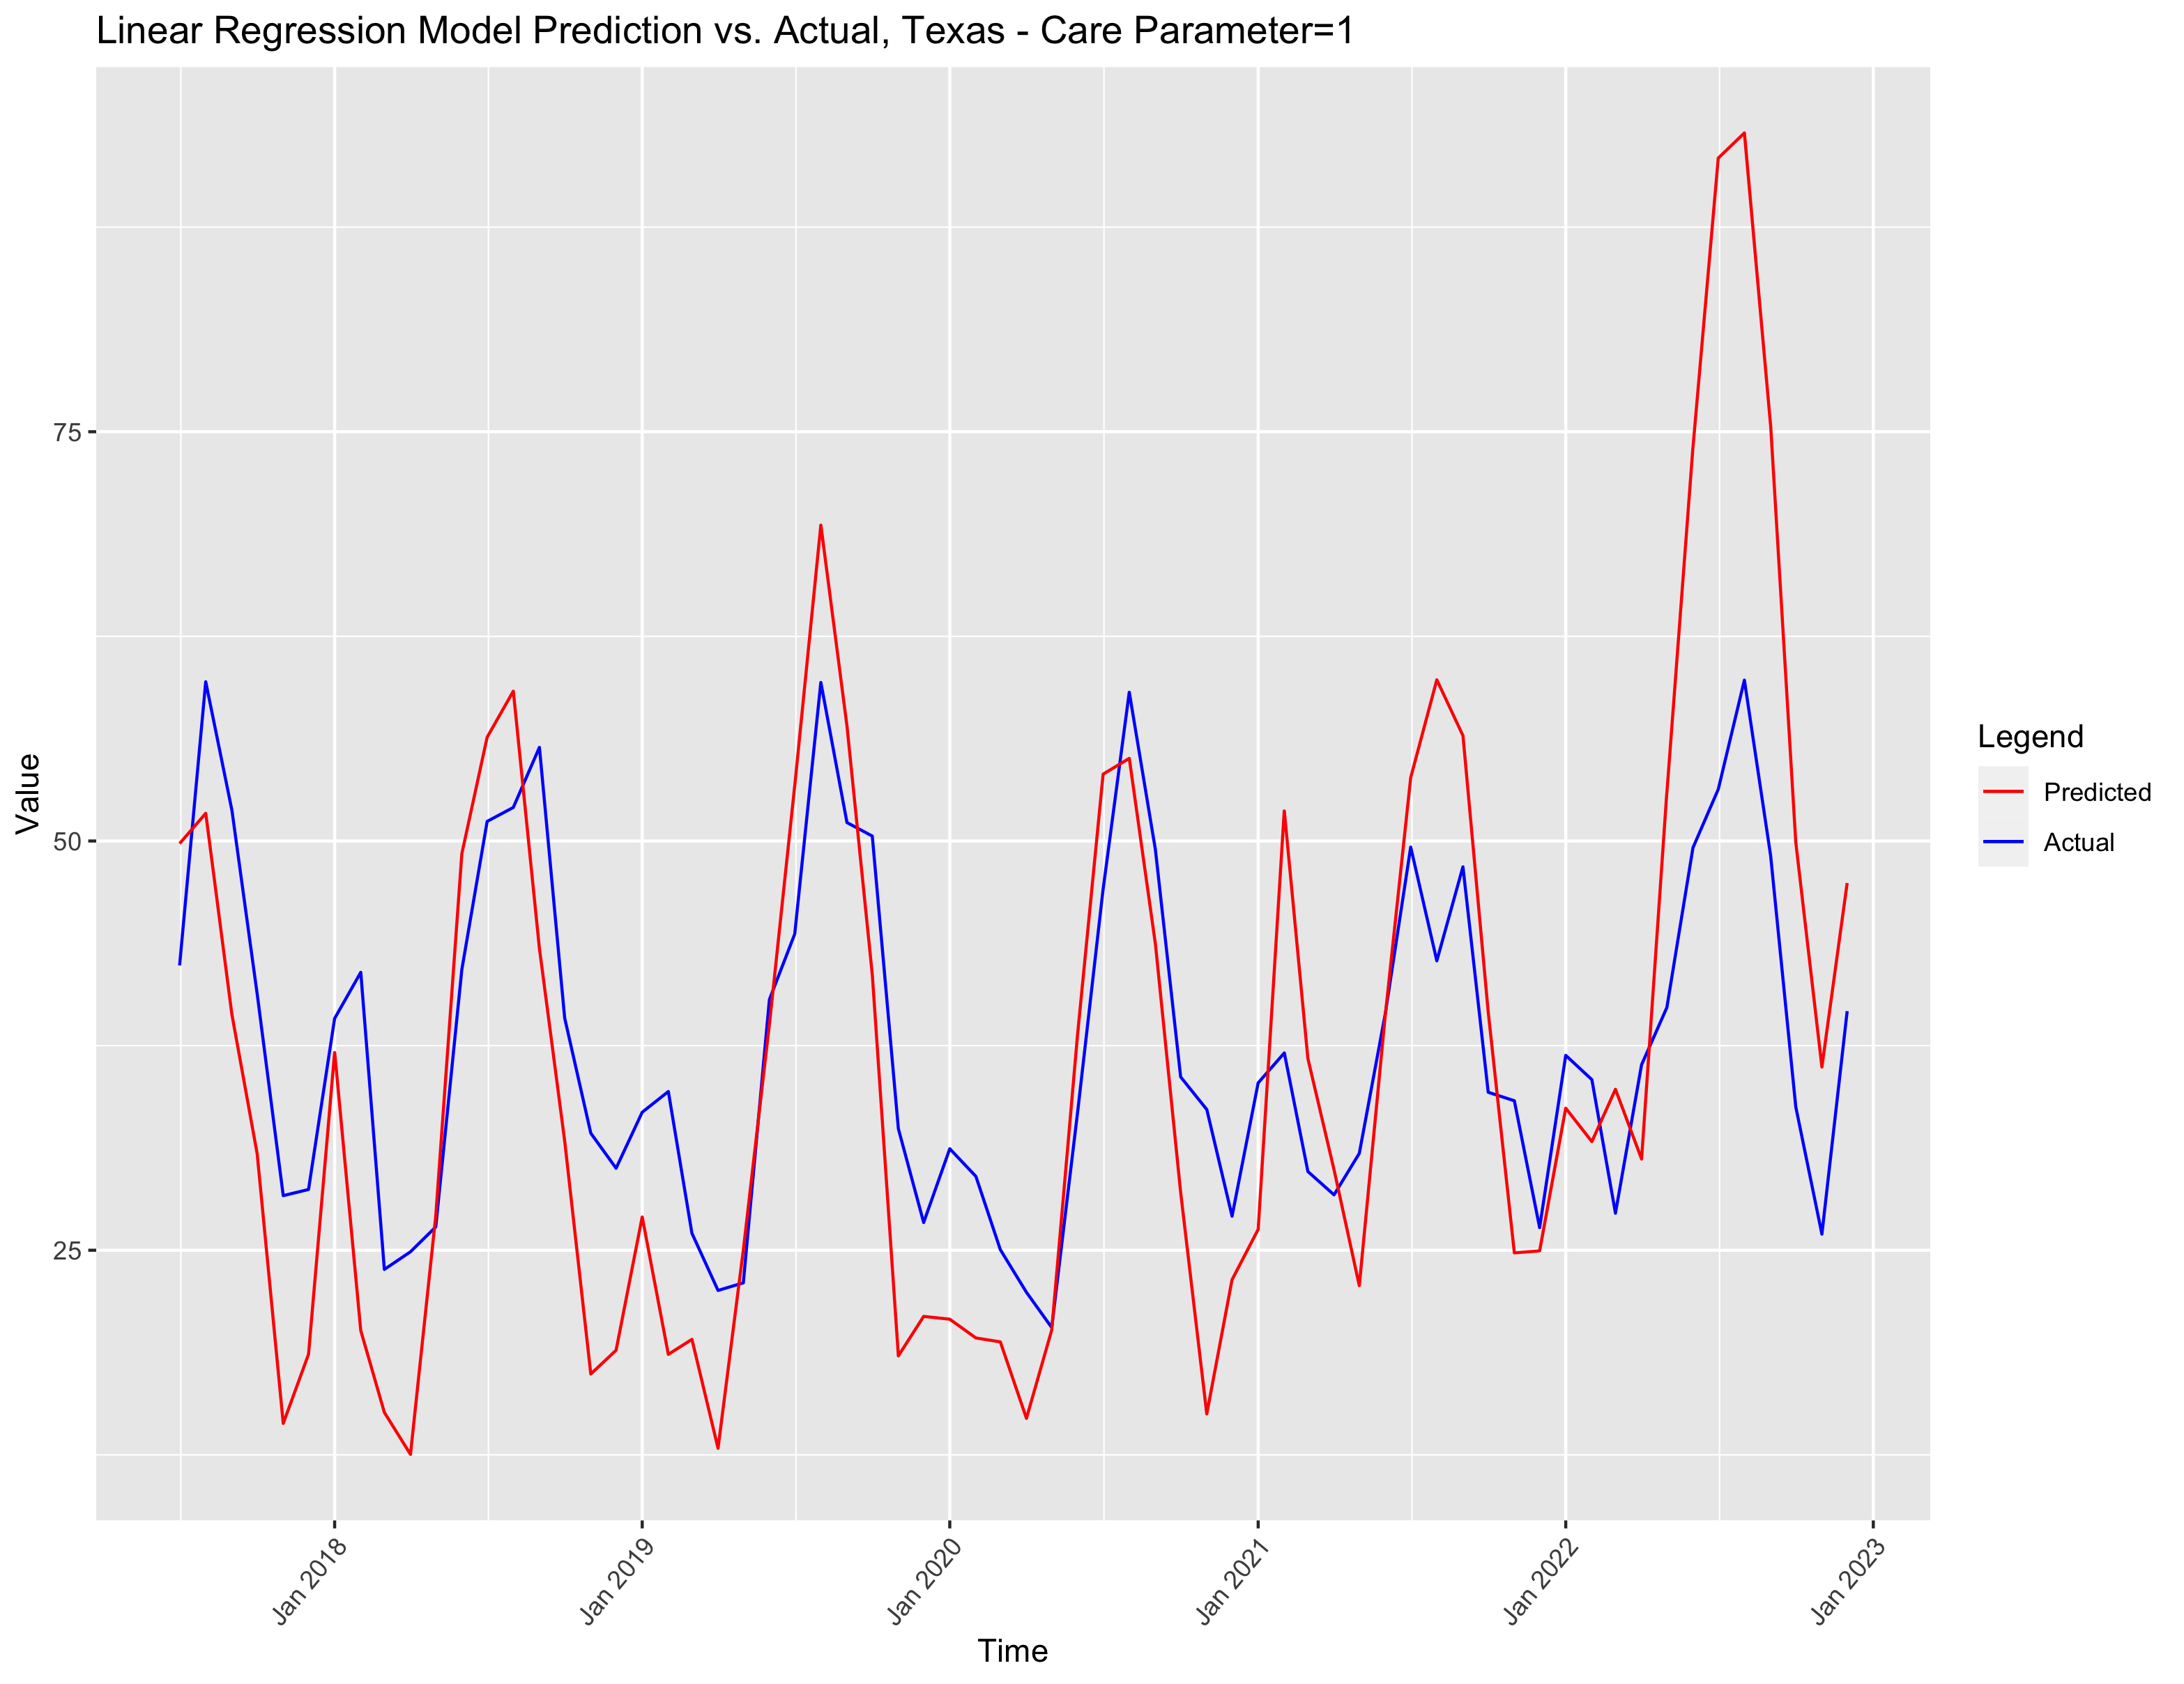 Linear Regression Model Prediction vs. Actual, Texas - Care Parameter=1
Value
75
50
25
Jan 2018
Jan 2019
Jan 2020
Jan 2021
Jan 2022
Jan 2023
Time
Legend
Predicted
Actual